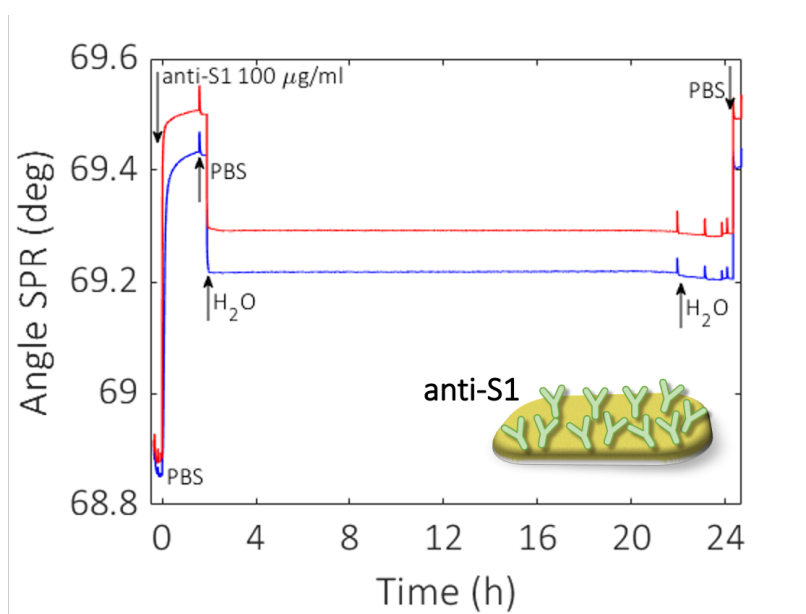 69.6
anti-S1 100 μg/ml
PBS
69.4
PBS
Angle SPR (deg)
69.2
H2O
H2O
69
anti-S1
PBS
68.8
0 4 8 12 16 20 24
Time (h)